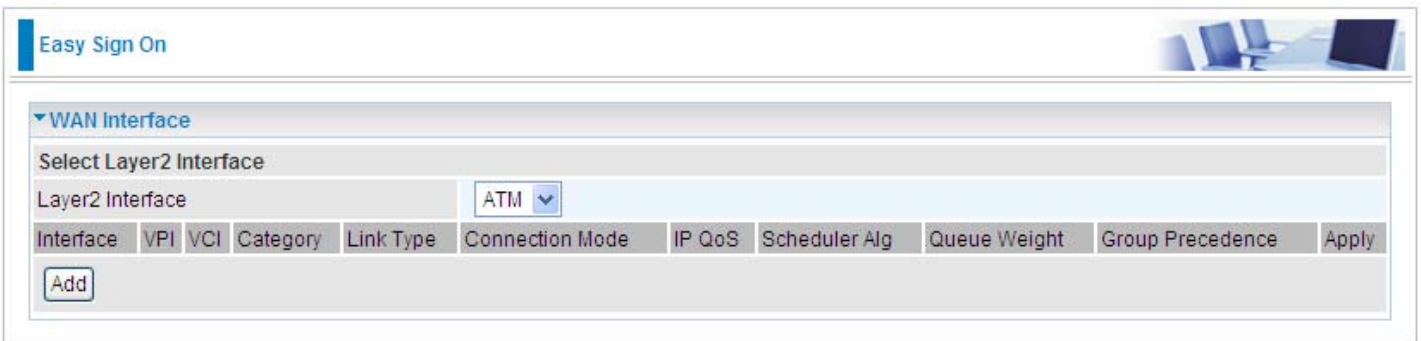 Easy Sign On
WAN Interface
Select Layer2 Interface
Layer2 Interface ATM
Interface VPI VCI Category Link Type Connection Mode IP QoS Scheduler Alg Queue Weight Group Precedence Apply
Add